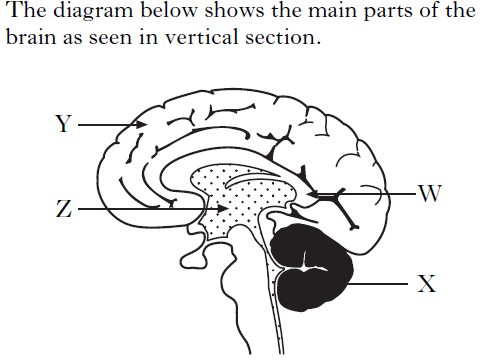 The diagram below shows the main parts of the
brain as seen in vertical section.
Y
W
Z
X